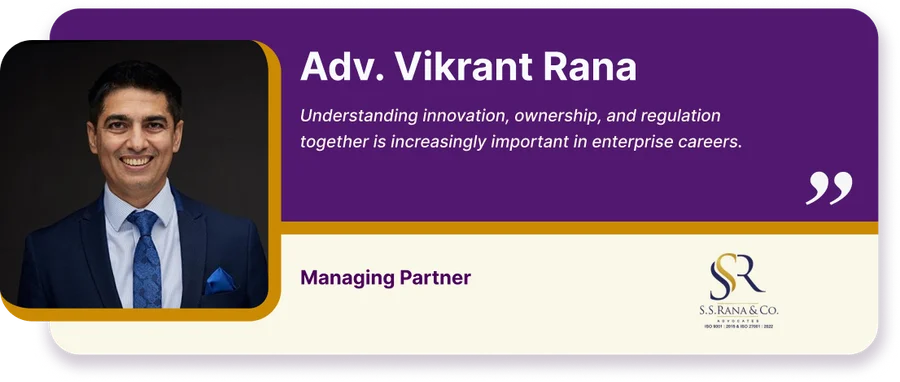 Adv. Vikrant Rana
Understanding innovation, ownership, and regulation
together is increasingly important in enterprise careers.
”
Managing Partner
SR
S.S.RANA & CO.
ADVOCATES
ISO 9001 : 2015 & ISO 27001 : 2022